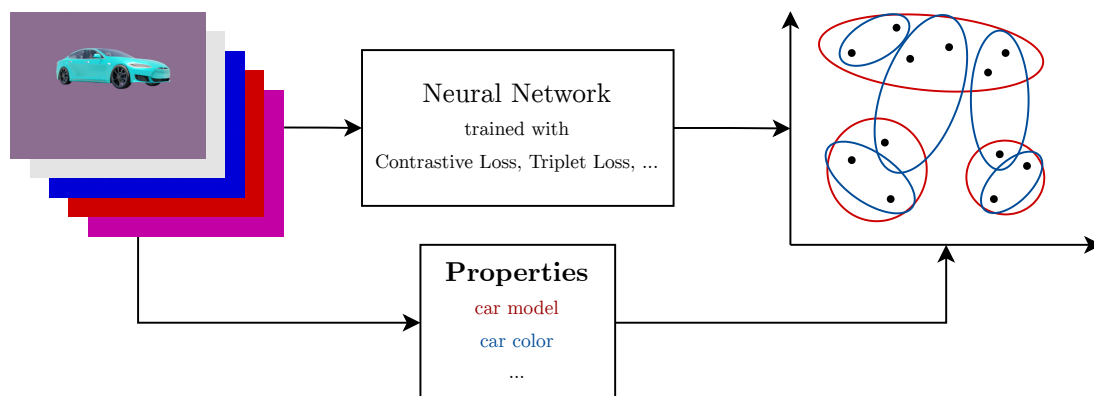 Neural Network
trained with
Contrastive Loss, Triplet Loss, ...
Properties
car model
car color
...